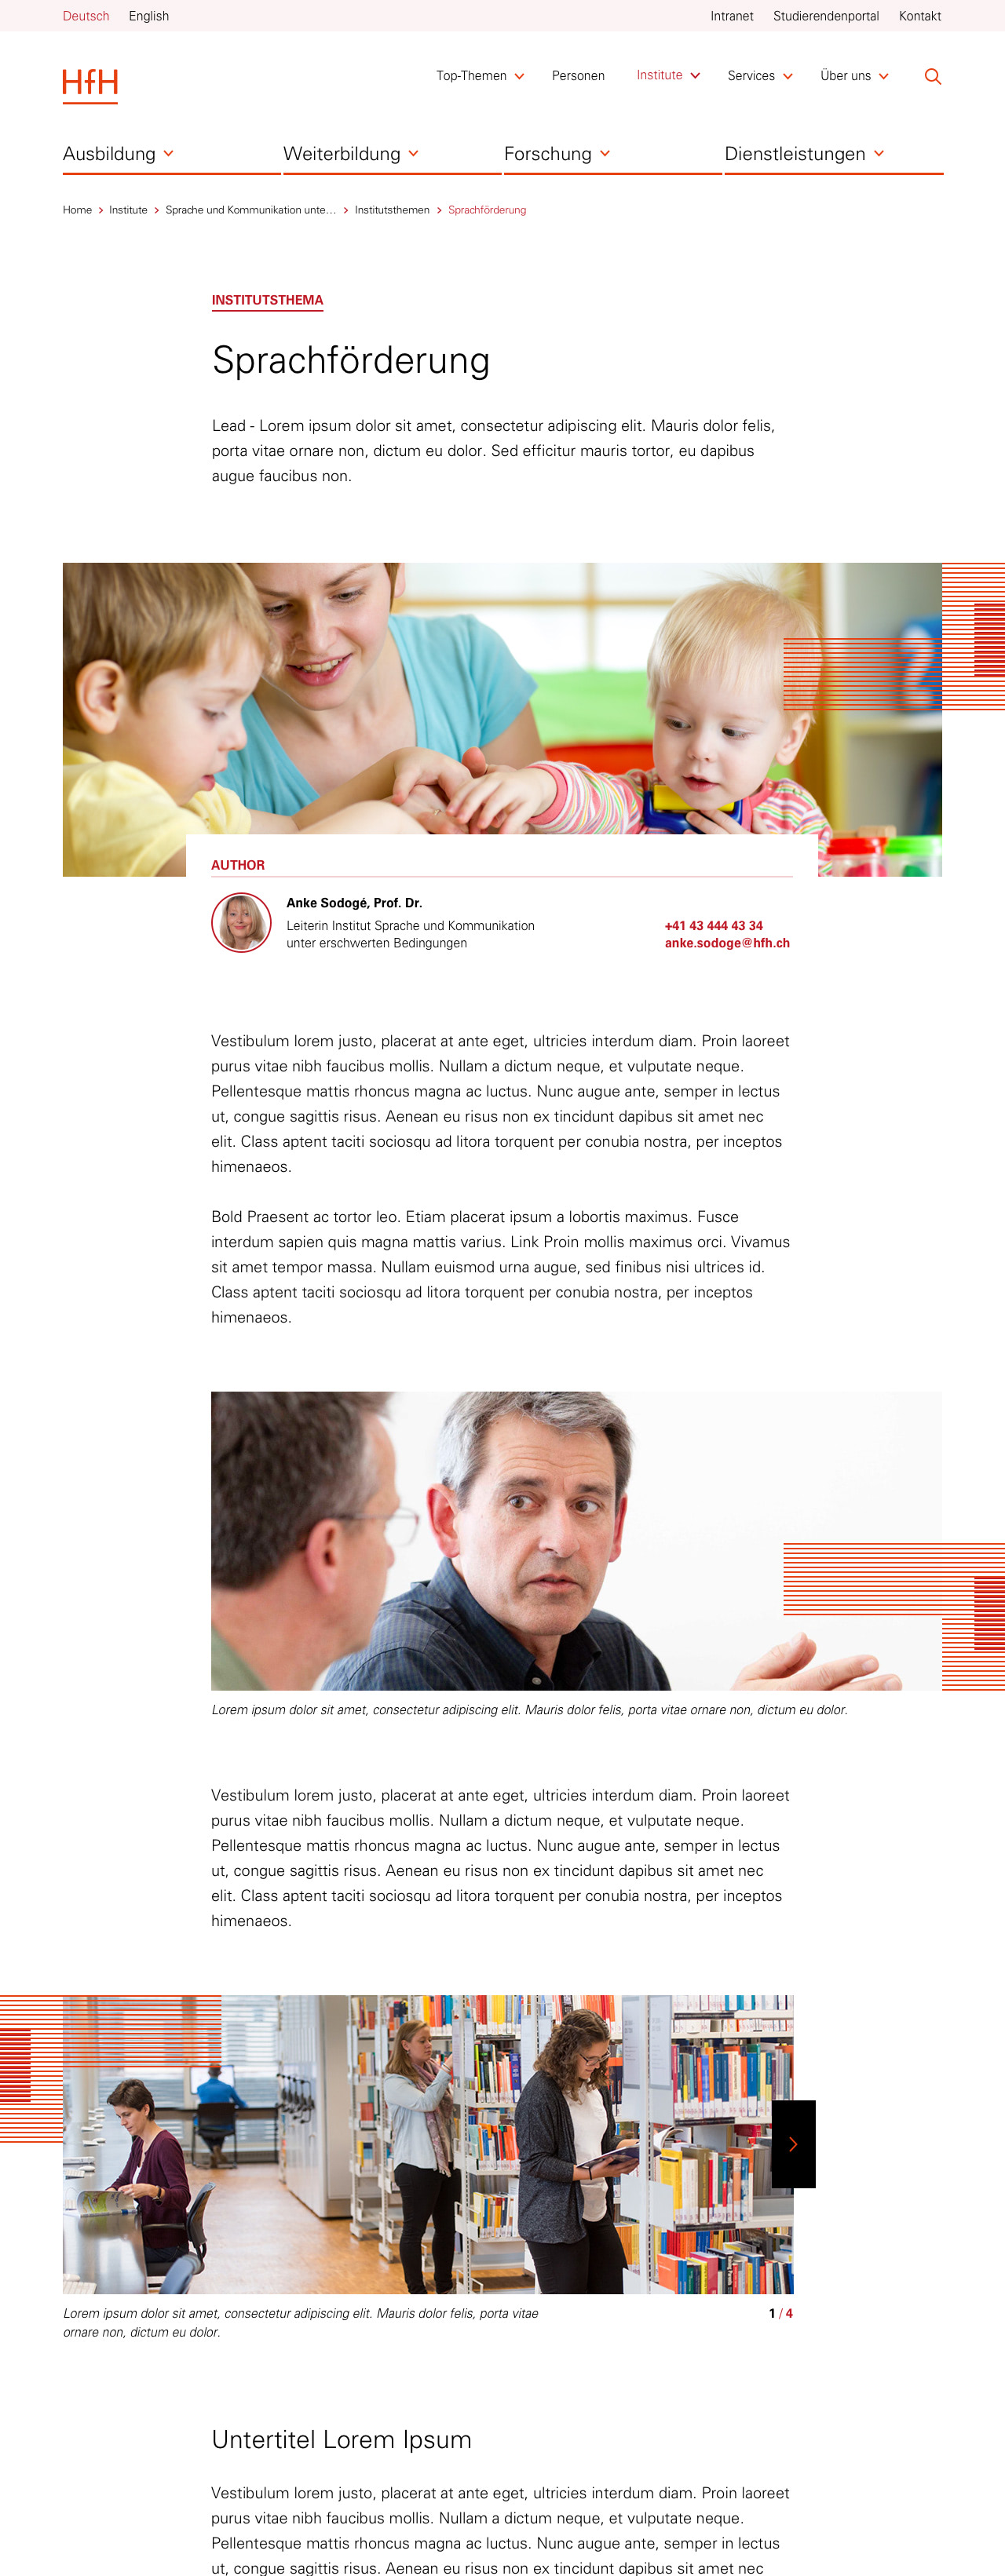 Deutsch English Intranet Studierendenportal Kontakt
HfH
Top-Themen Personen Institute Services Über uns
Ausbildung Weiterbildung Forschung Dienstleistungen
Home Institute Sprache und Kommunikation unte… Institutsthemen Sprachförderung
INSTITUTSTHEMA
Sprachförderung
Lead - Lorem ipsum dolor sit amet, consectetur adipiscing elit. Mauris dolor felis,
porta vitae ornare non, dictum eu dolor. Sed efficitur mauris tortor, eu dapibus
augue faucibus non.
AUTHOR
Anke Sodogé, Prof. Dr.
Leiterin Institut Sprache und Kommunikation
unter erschwerten Bedingungen
+41 43 444 43 34
anke.sodoge@hfh.ch
Vestibulum lorem justo, placerat at ante eget, ultricies interdum diam. Proin laoreet
purus vitae nibh faucibus mollis. Nullam a dictum neque, et vulputate neque.
Pellentesque mattis rhoncus magna ac luctus. Nunc augue ante, semper in lectus
ut, congue sagittis risus. Aenean eu risus non ex tincidunt dapibus sit amet nec
elit. Class aptent taciti sociosqu ad litora torquent per conubia nostra, per inceptos
himenaeos.
Bold Praesent ac tortor leo. Etiam placerat ipsum a lobortis maximus. Fusce
interdum sapien quis magna mattis varius. Link Proin mollis maximus orci. Vivamus
sit amet tempor massa. Nullam euismod urna augue, sed finibus nisi ultrices id.
Class aptent taciti sociosqu ad litora torquent per conubia nostra, per inceptos
himenaeos.
Lorem ipsum dolor sit amet, consectetur adipiscing elit. Mauris dolor felis, porta vitae ornare non, dictum eu dolor.
Vestibulum lorem justo, placerat at ante eget, ultricies interdum diam. Proin laoreet
purus vitae nibh faucibus mollis. Nullam a dictum neque, et vulputate neque.
Pellentesque mattis rhoncus magna ac luctus. Nunc augue ante, semper in lectus
ut, congue sagittis risus. Aenean eu risus non ex tincidunt dapibus sit amet nec
elit. Class aptent taciti sociosqu ad litora torquent per conubia nostra, per inceptos
himenaeos.
Lorem ipsum dolor sit amet, consectetur adipiscing elit. Mauris dolor felis, porta vitae
ornare non, dictum eu dolor.
1 / 4
Untertitel Lorem Ipsum
Vestibulum lorem justo, placerat at ante eget, ultricies interdum diam. Proin laoreet
purus vitae nibh faucibus mollis. Nullam a dictum neque, et vulputate neque.
Pellentesque mattis rhoncus magna ac luctus. Nunc augue ante, semper in lectus
ut, congue sagittis risus. Aenean eu risus non ex tincidunt dapibus sit amet nec